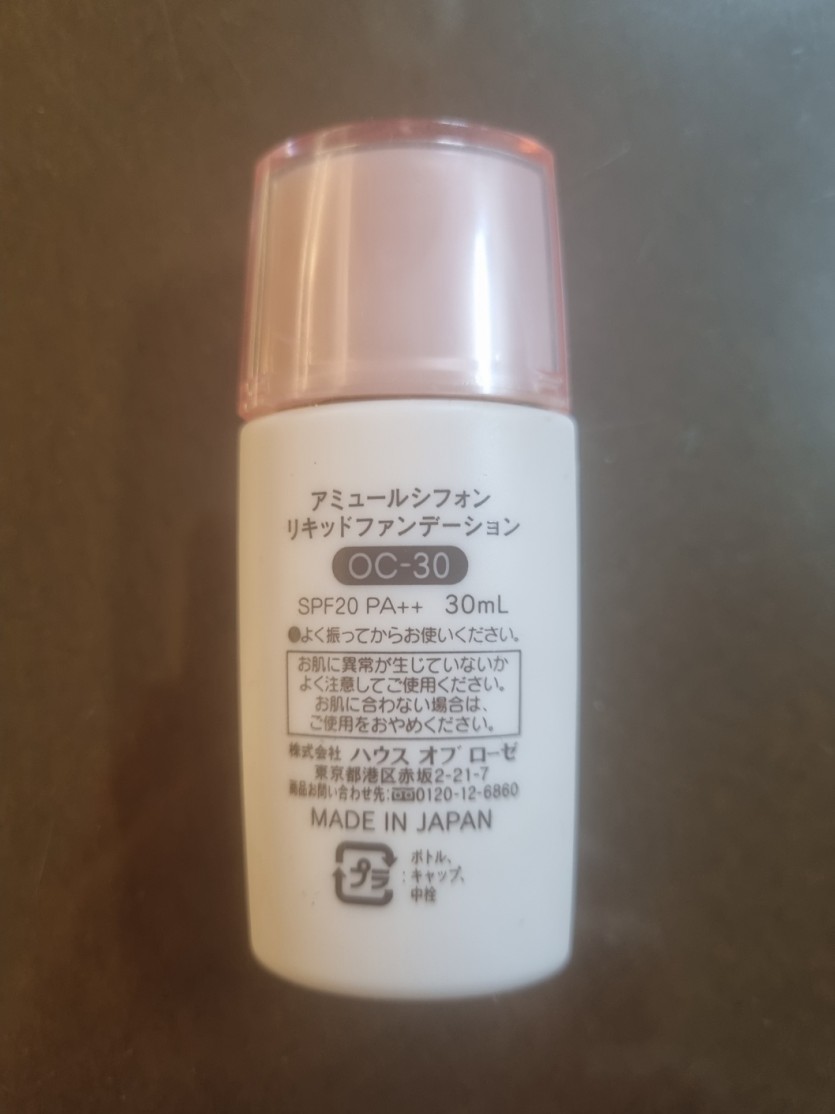 アミュールシフォン
リキッドファンデーション
OC-30
SPF20 PA++ 30mL
●よく振ってからお使いください。
お肌に異常が生じていないか
よく注意してご使用ください。
お肌に合わない場合は、
ご使用をおやめください。
株式会社 ハウス オブ ローゼ
東京都港区赤坂2-21-7
商品お問い合わせ先:0120-12-6860
MADE IN JAPAN
プラ
:ボトル、
キャップ、
中栓